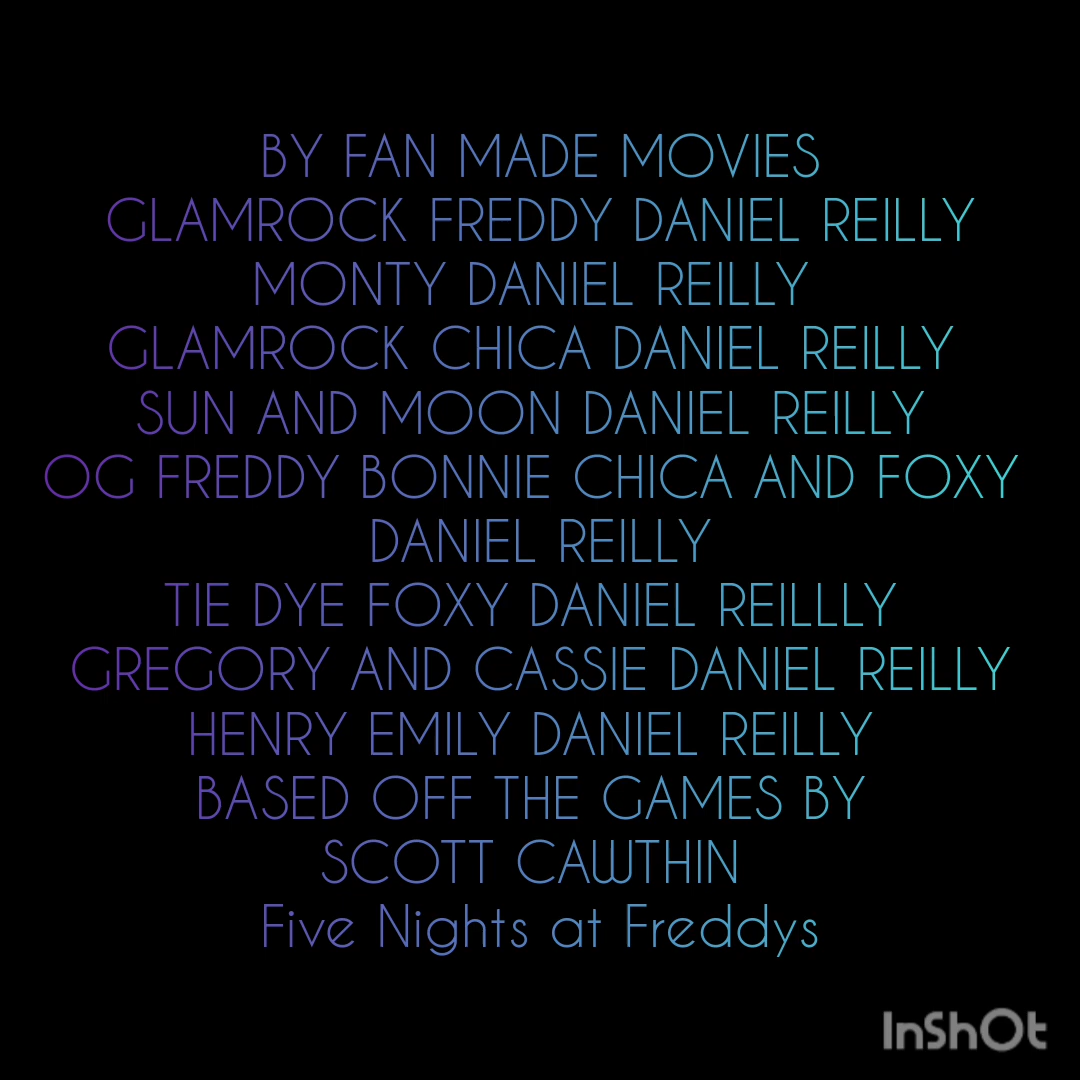 BY FAN MADE MOVIES
GLAMROCK FREDDY DANIEL REILLY
MONTY DANIEL REILLY
GLAMROCK CHICA DANIEL REILLY
SUN AND MOON DANIEL REILLY
OG FREDDY BONNIE CHICA AND FOXY
DANIEL REILLY
TIE DYE FOXY DANIEL REILLLY
GREGORY AND CASSIE DANIEL REILLY
HENRY EMILY DANIEL REILLY
BASED OFF THE GAMES BY
SCOTT CAWTHIN
Five Nights at Freddys
InShOt